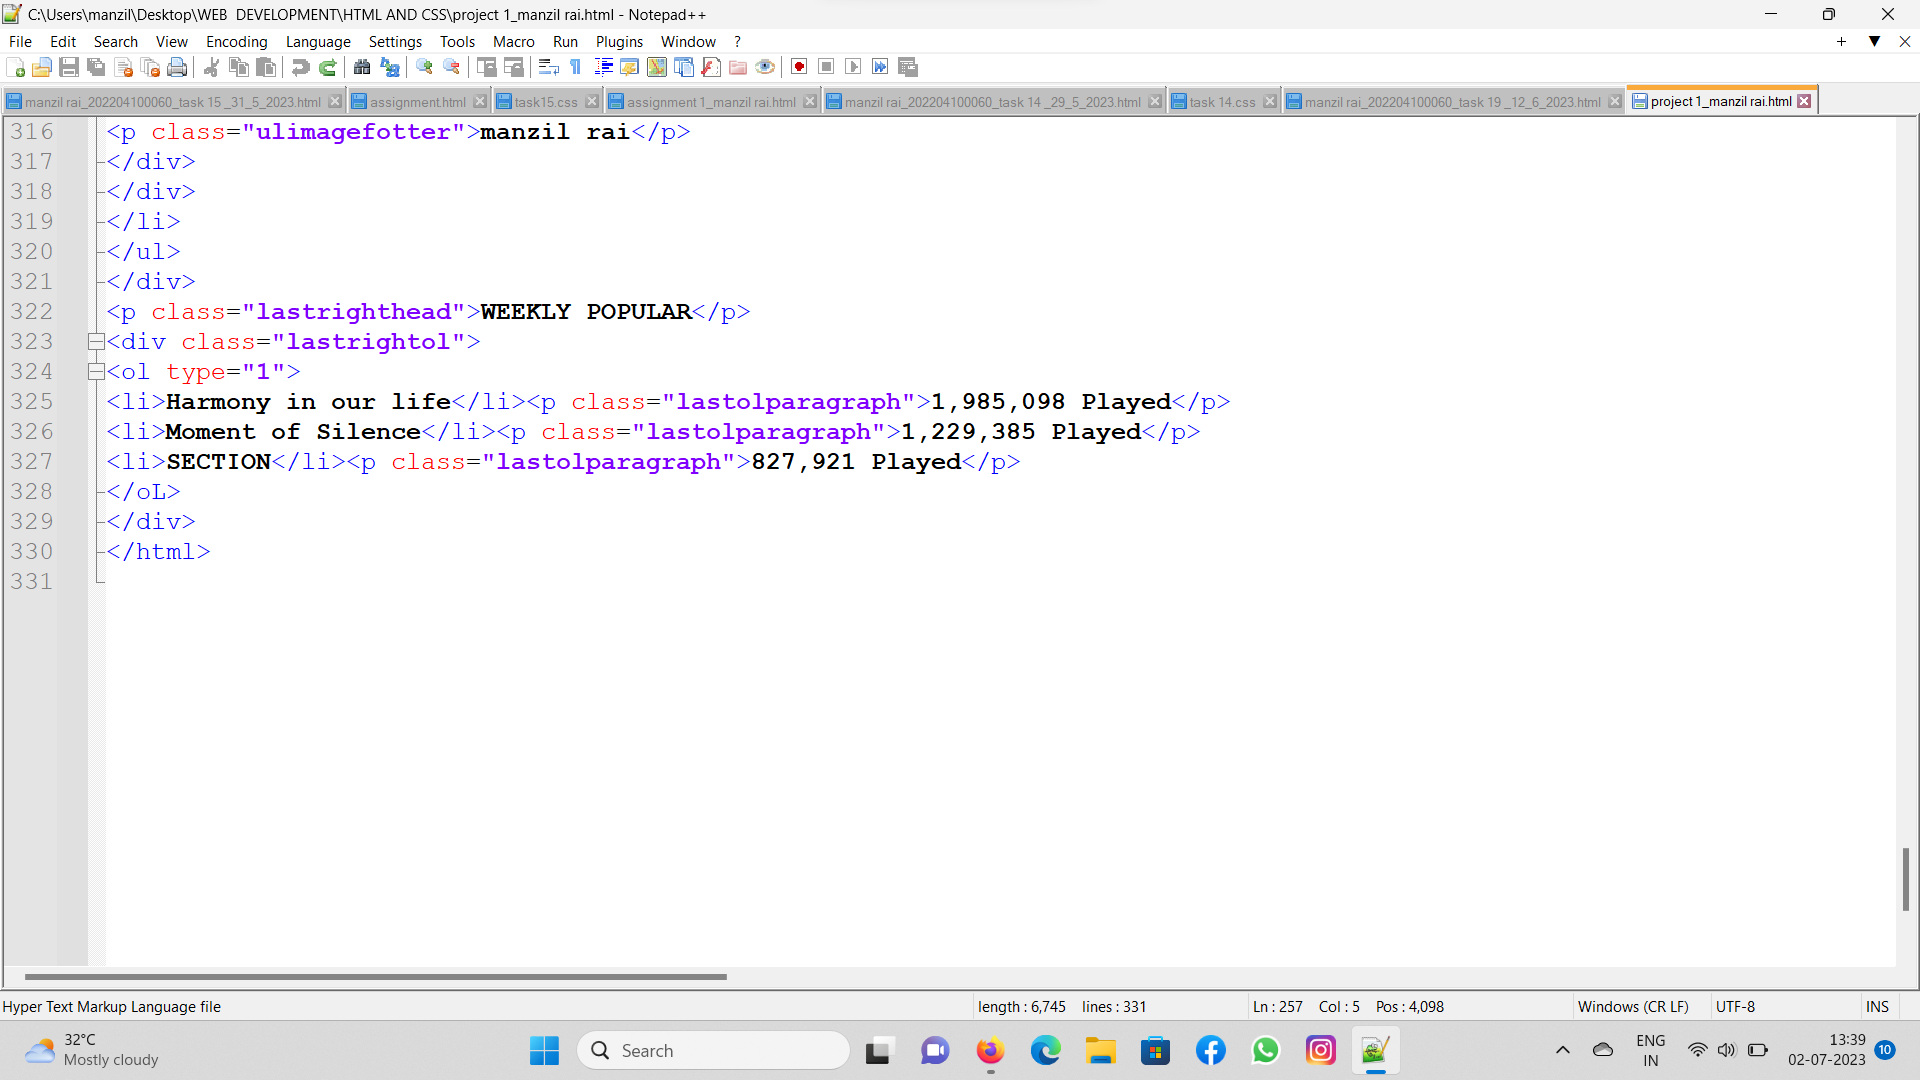 C:\Users\manzil\Desktop\WEB  DEVELOPMENT\HTML AND CSS\project 1_manzil rai.html - Notepad++
File Edit Search View Encoding Language Settings Tools Macro Run Plugins Window ?
manzil rai_202204100060_task 15 _31_5_2023.html assignment.html task15.css assignment 1_manzil rai.html manzil rai_202204100060_task 14 _29_5_2023.html task 14.css manzil rai_202204100060_task 19 _12_6_2023.html project 1_manzil rai.html
316 <p class="ulimagefotter">manzil rai</p>
317 </div>
318 </div>
319 </li>
320 </ul>
321 </div>
322 <p class="lastrighthead">WEEKLY POPULAR</p>
323 <div class="lastrightol">
324 <ol type="1">
325 <li>Harmony in our life</li><p class="lastolparagraph">1,985,098 Played</p>
326 <li>Moment of Silence</li><p class="lastolparagraph">1,229,385 Played</p>
327 <li>SECTION</li><p class="lastolparagraph">827,921 Played</p>
328 </oL>
329 </div>
330 </html>
331
Hyper Text Markup Language file length : 6,745 lines : 331 Ln : 257 Col : 5 Pos : 4,098 Windows (CR LF) UTF-8 INS
32°C
Mostly cloudy
Search
ENG
IN
13:39
02-07-2023
10